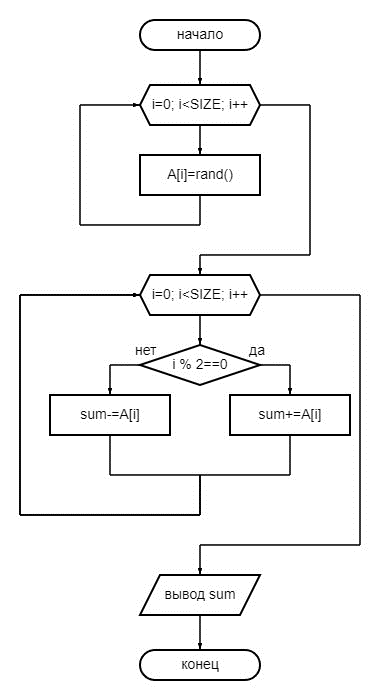 начало
i=0; i<SIZE; i++
A[i]=rand()
i=0; i<SIZE; i++
нет
да
i % 2==0
sum-=A[i]
sum+=A[i]
вывод sum
конец